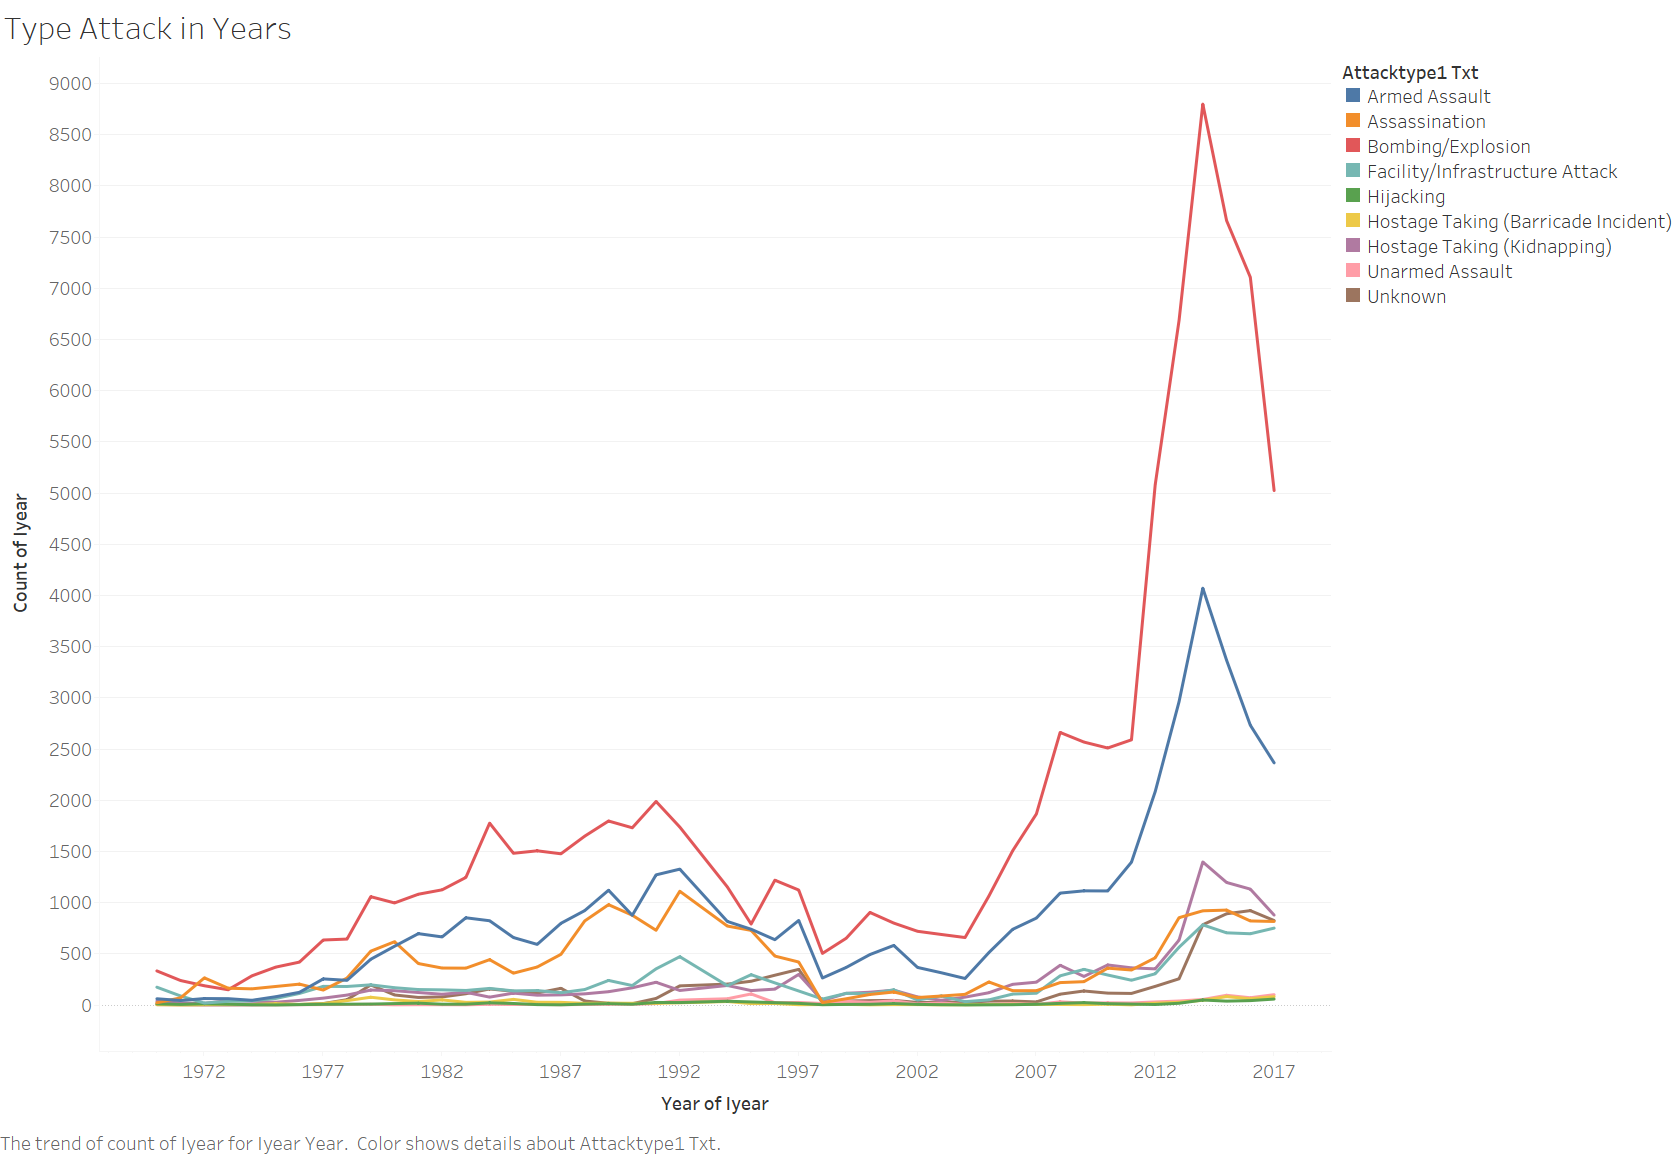 Type Attack in Years
Attacktype1 Txt
Armed Assault
Assassination
Bombing/Explosion
Facility/Infrastructure Attack
Hijacking
Hostage Taking (Barricade Incident)
Hostage Taking (Kidnapping)
Unarmed Assault
Unknown
Count of Iyear
9000
8500
8000
7500
7000
6500
6000
5500
5000
4500
4000
3500
3000
2500
2000
1500
1000
500
0
1972 1977 1982 1987 1992 1997 2002 2007 2012 2017
Year of Iyear
The trend of count of Iyear for Iyear Year. Color shows details about Attacktype1 Txt.